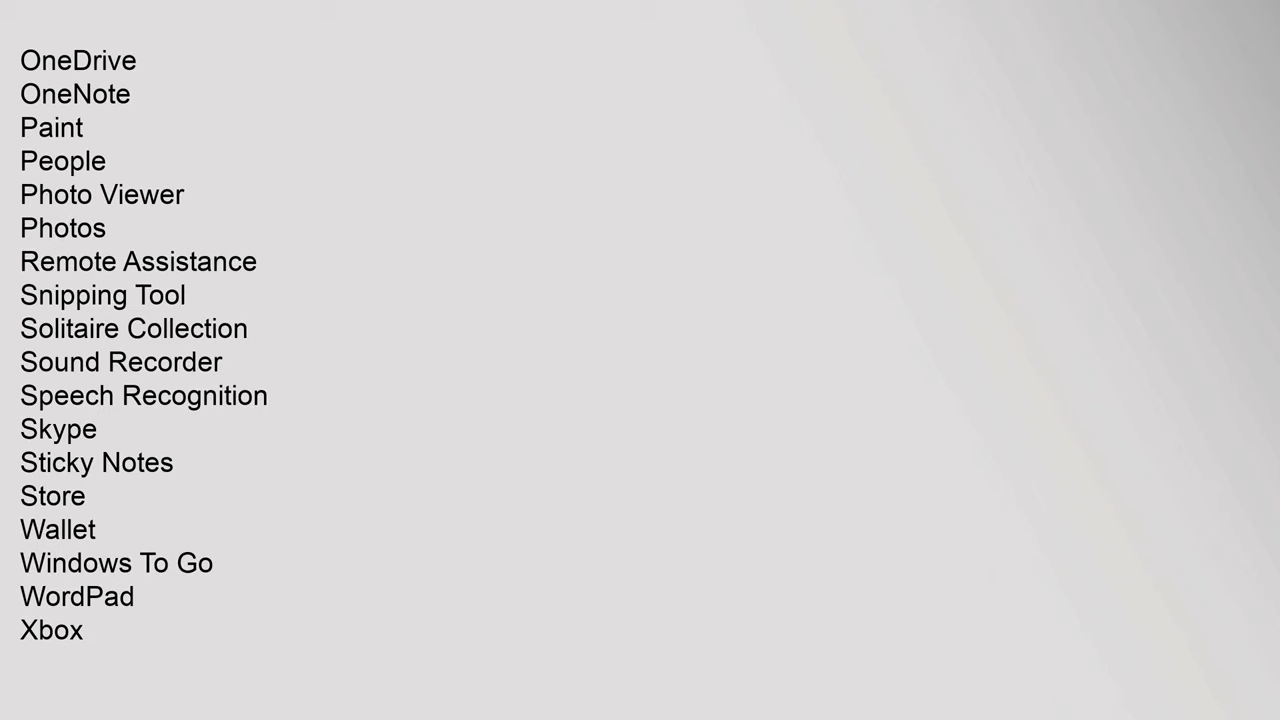 OneDrive
OneNote
Paint
People
Photo Viewer
Photos
Remote Assistance
Snipping Tool
Solitaire Collection
Sound Recorder
Speech Recognition
Skype
Sticky Notes
Store
Wallet
Windows To Go
WordPad
Xbox